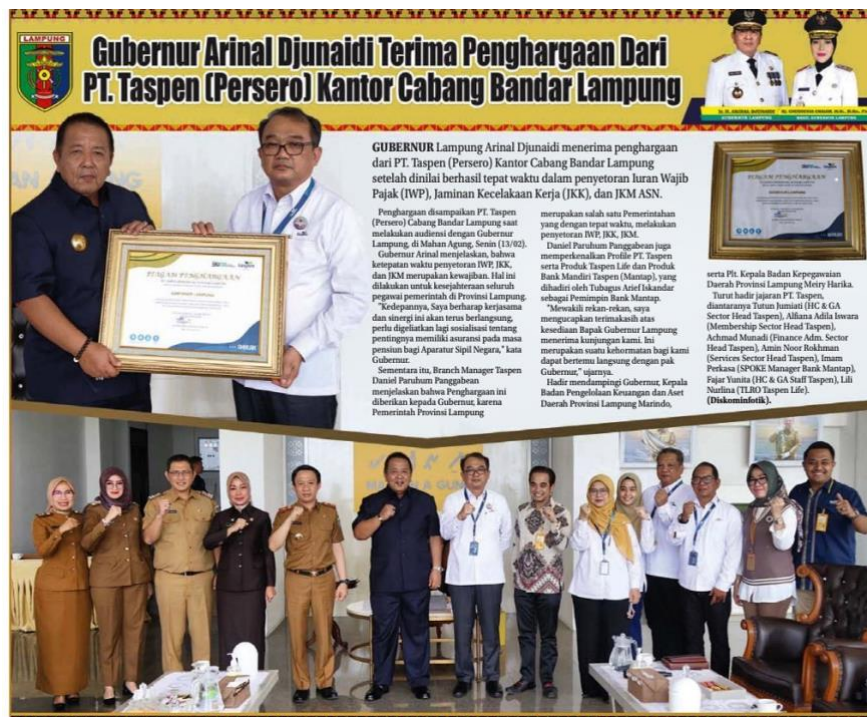 LAMPUNG
Gubernur Arinal Djunaidi Terima Penghargaan Dari
PT. Taspen (Persero) Kantor Cabang Bandar Lampung
GUBERNUR LAMPUNG
WAKIL GUBERNUR LAMPUNG
PIAGAM PENGHARGAAN
GUBERNUR Lampung Arinal Djunaidi menerima penghargaan
dari PT. Taspen (Persero) Kantor Cabang Bandar Lampung
setelah dinilai berhasil tepat waktu dalam penyetoran Iuran Wajib
Pajak (IWP), Jaminan Kecelakaan Kerja (JKK), dan JKM ASN.
Penghargaan disampaikan PT. Taspen
(Persero) Cabang Bandar Lampung saat
melakukan audiensi dengan Gubernur
Lampung, di Mahan Agung, Senin (13/02).
Gubernur Arinal menjelaskan, bahwa
ketepatan waktu penyetoran IWP, JKK,
dan JKM merupakan kewajiban. Hal ini
dilakukan untuk kesejahteraan seluruh
pegawai pemerintah di Provinsi Lampung.
"Kedepannya, Saya berharap kerjasama
dan sinergi ini akan terus berlangsung,
perlu digeliatkan lagi sosialisasi tentang
pentingnya memiliki asuransi pada masa
pensiun bagi Aparatur Sipil Negara," kata
Gubernur.
Sementara itu, Branch Manager Taspen
Daniel Paruhum Panggabean
menjelaskan bahwa Penghargaan ini
diberikan kepada Gubernur, karena
Pemerintah Provinsi Lampung
merupakan salah satu Pemerintahan
yang dengan tepat waktu, melakukan
penyetoran IWP, JKK, JKM.
Daniel Paruhum Panggabean juga
memperkenalkan Profile PT. Taspen
serta Produk Taspen Life dan Produk
Bank Mandiri Taspen (Mantap), yang
dihadiri oleh Tubagus Arief Iskandar
sebagai Pemimpin Bank Mantap.
"Mewakili rekan-rekan, saya
mengucapkan terimakasih atas
kesediaan Bapak Gubernur Lampung
menerima kunjungan kami. Ini
merupakan suatu kehormatan bagi kami
dapat bertemu langsung dengan pak
Gubernur," ujarnya.
Hadir mendampingi Gubernur, Kepala
Badan Pengelolaan Keuangan dan Aset
Daerah Provinsi Lampung Marindo,
PIAGAM PENGHARGAAN
serta Plt. Kepala Badan Kepegawaian
Daerah Provinsi Lampung Meiry Harika.
Turut hadir jajaran PT. Taspen,
diantaranya Tutun Jumiati (HC & GA
Sector Head Taspen), Alfiana Adila Iswara
(Membership Sector Head Taspen),
Achmad Munadi (Finance Adm. Sector
Head Taspen), Amin Noor Rokhman
(Services Sector Head Taspen), Imam
Perkasa (SPOKE Manager Bank Mantap),
Fajar Yunita (HC & GA Staff Taspen), Lili
Nurlina (TLRO Taspen Life).
(Diskominfotik).